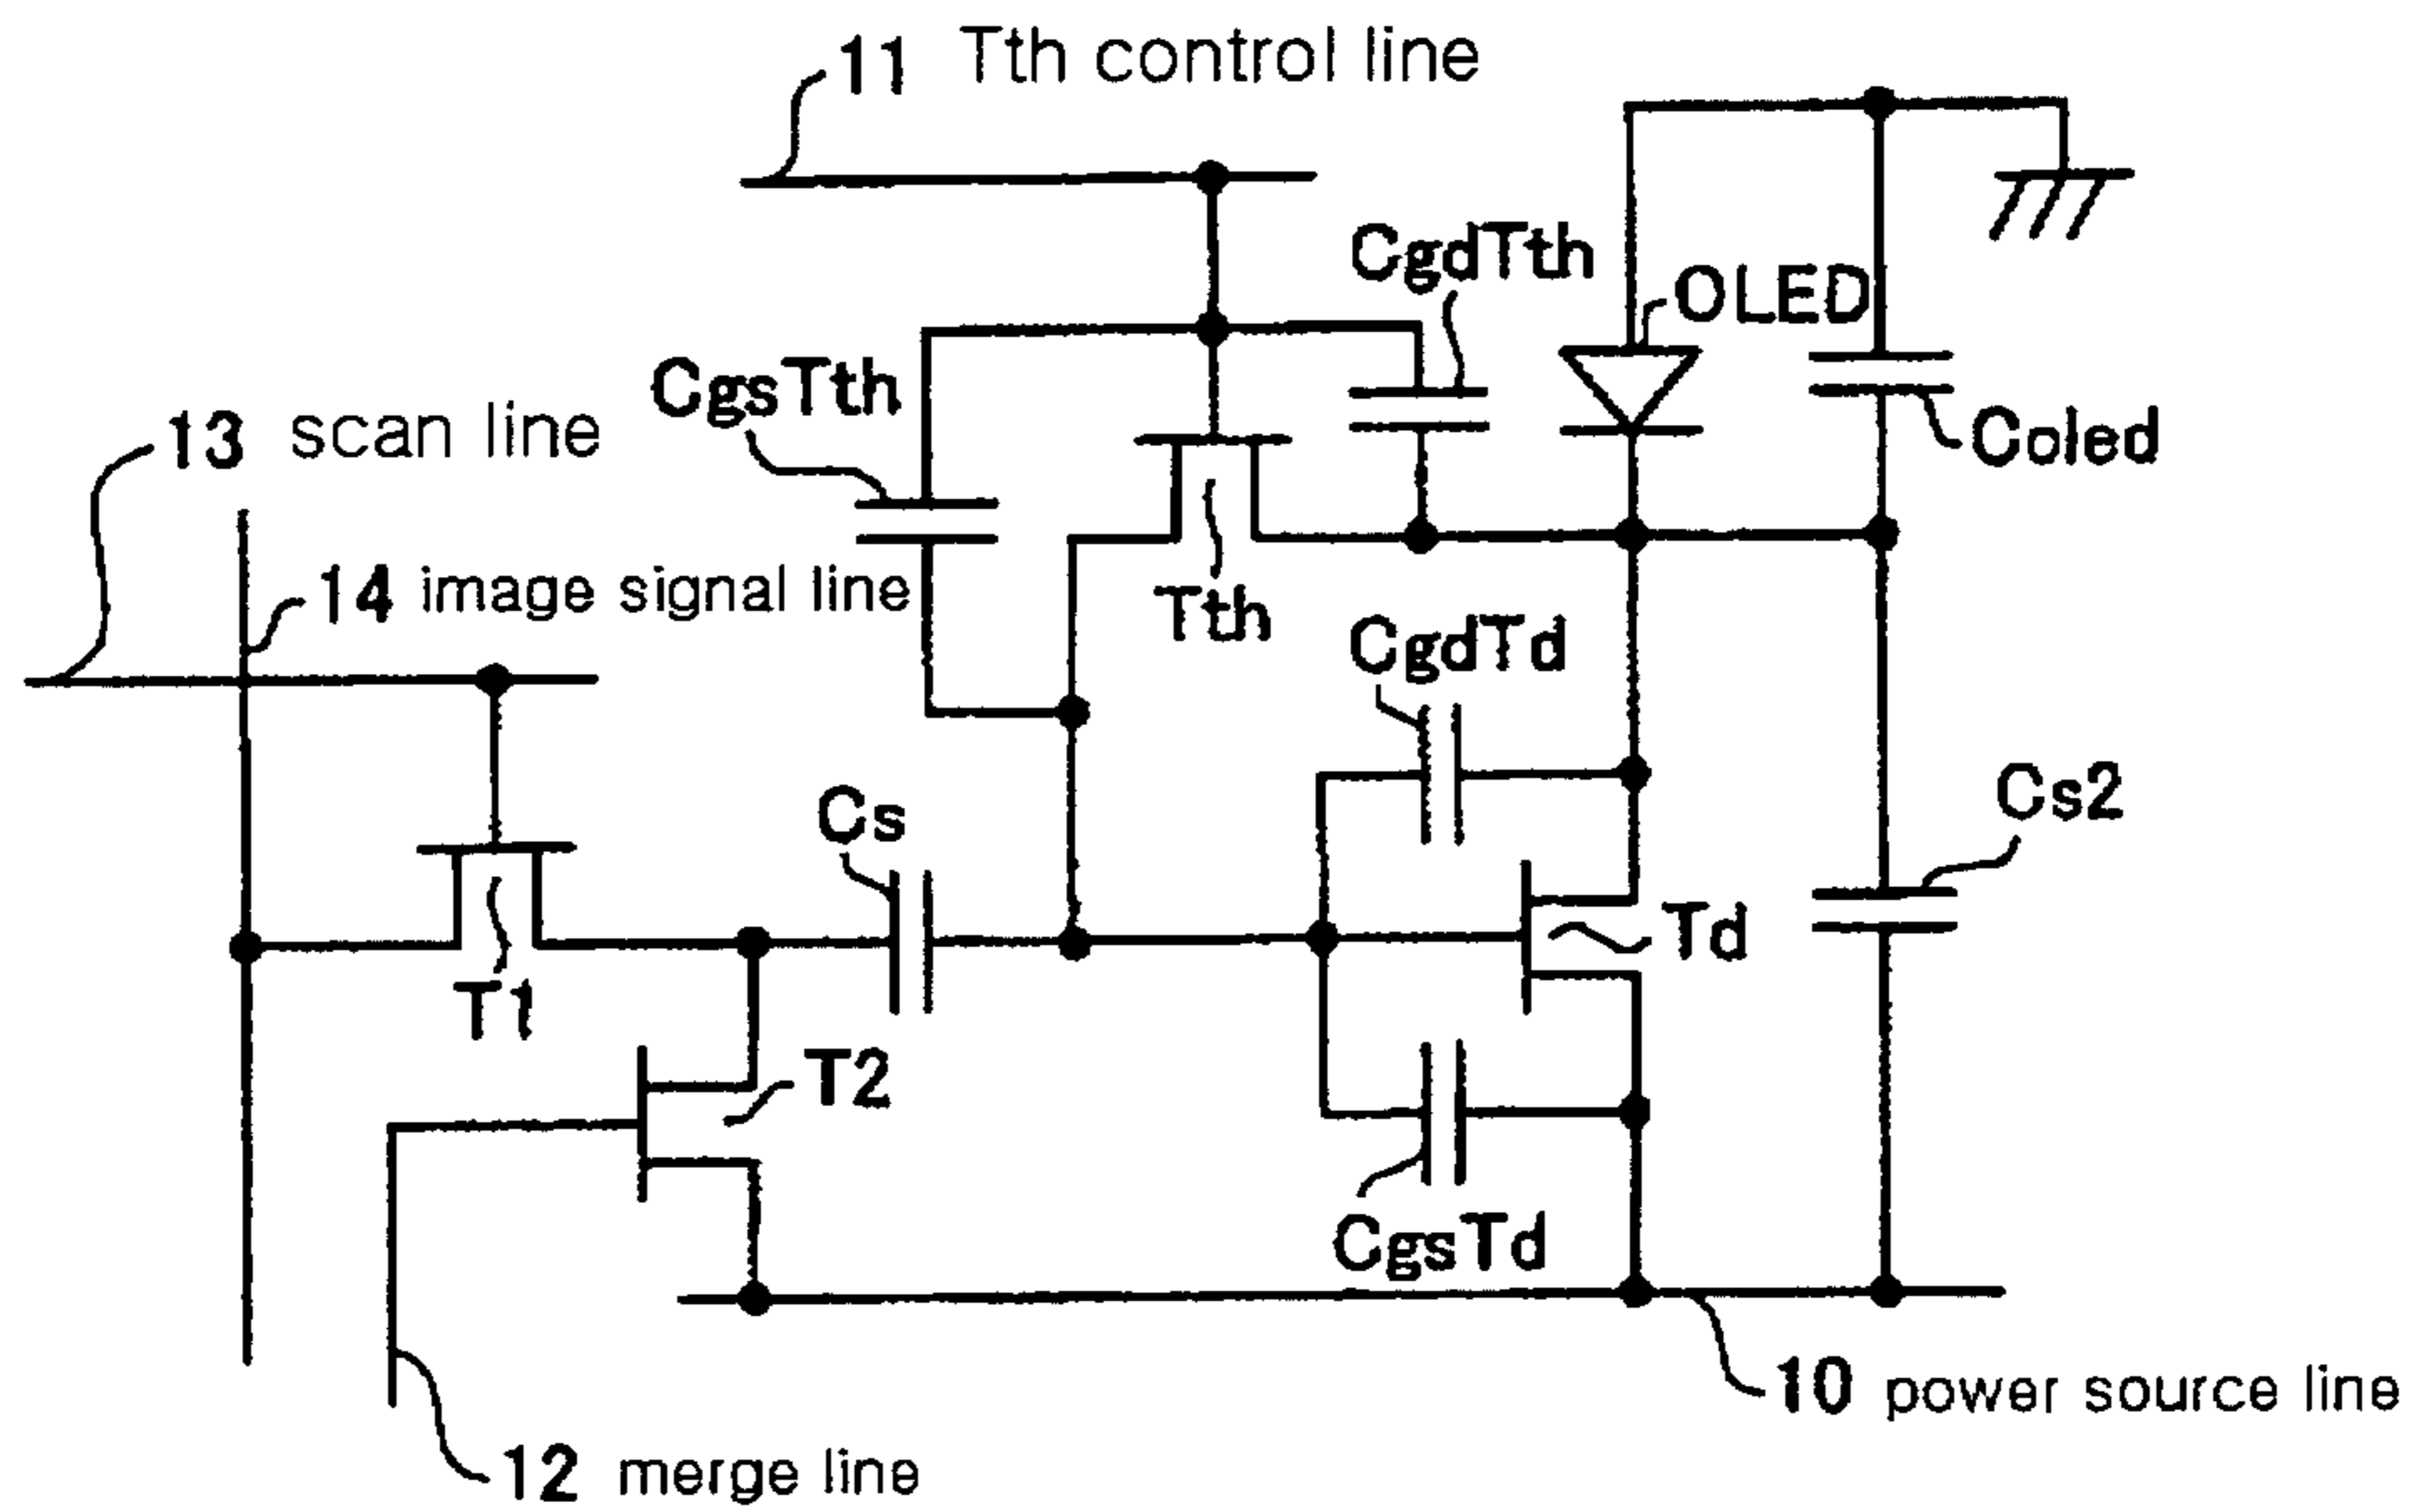 11 Tth control line
CgdTth
OLED
CgsTth
13 scan line
Coled
14 image signal line
Tth
CgdTd
Cs
Cs2
Td
T1
T2
CgsTd
10 power source line
12 merge line